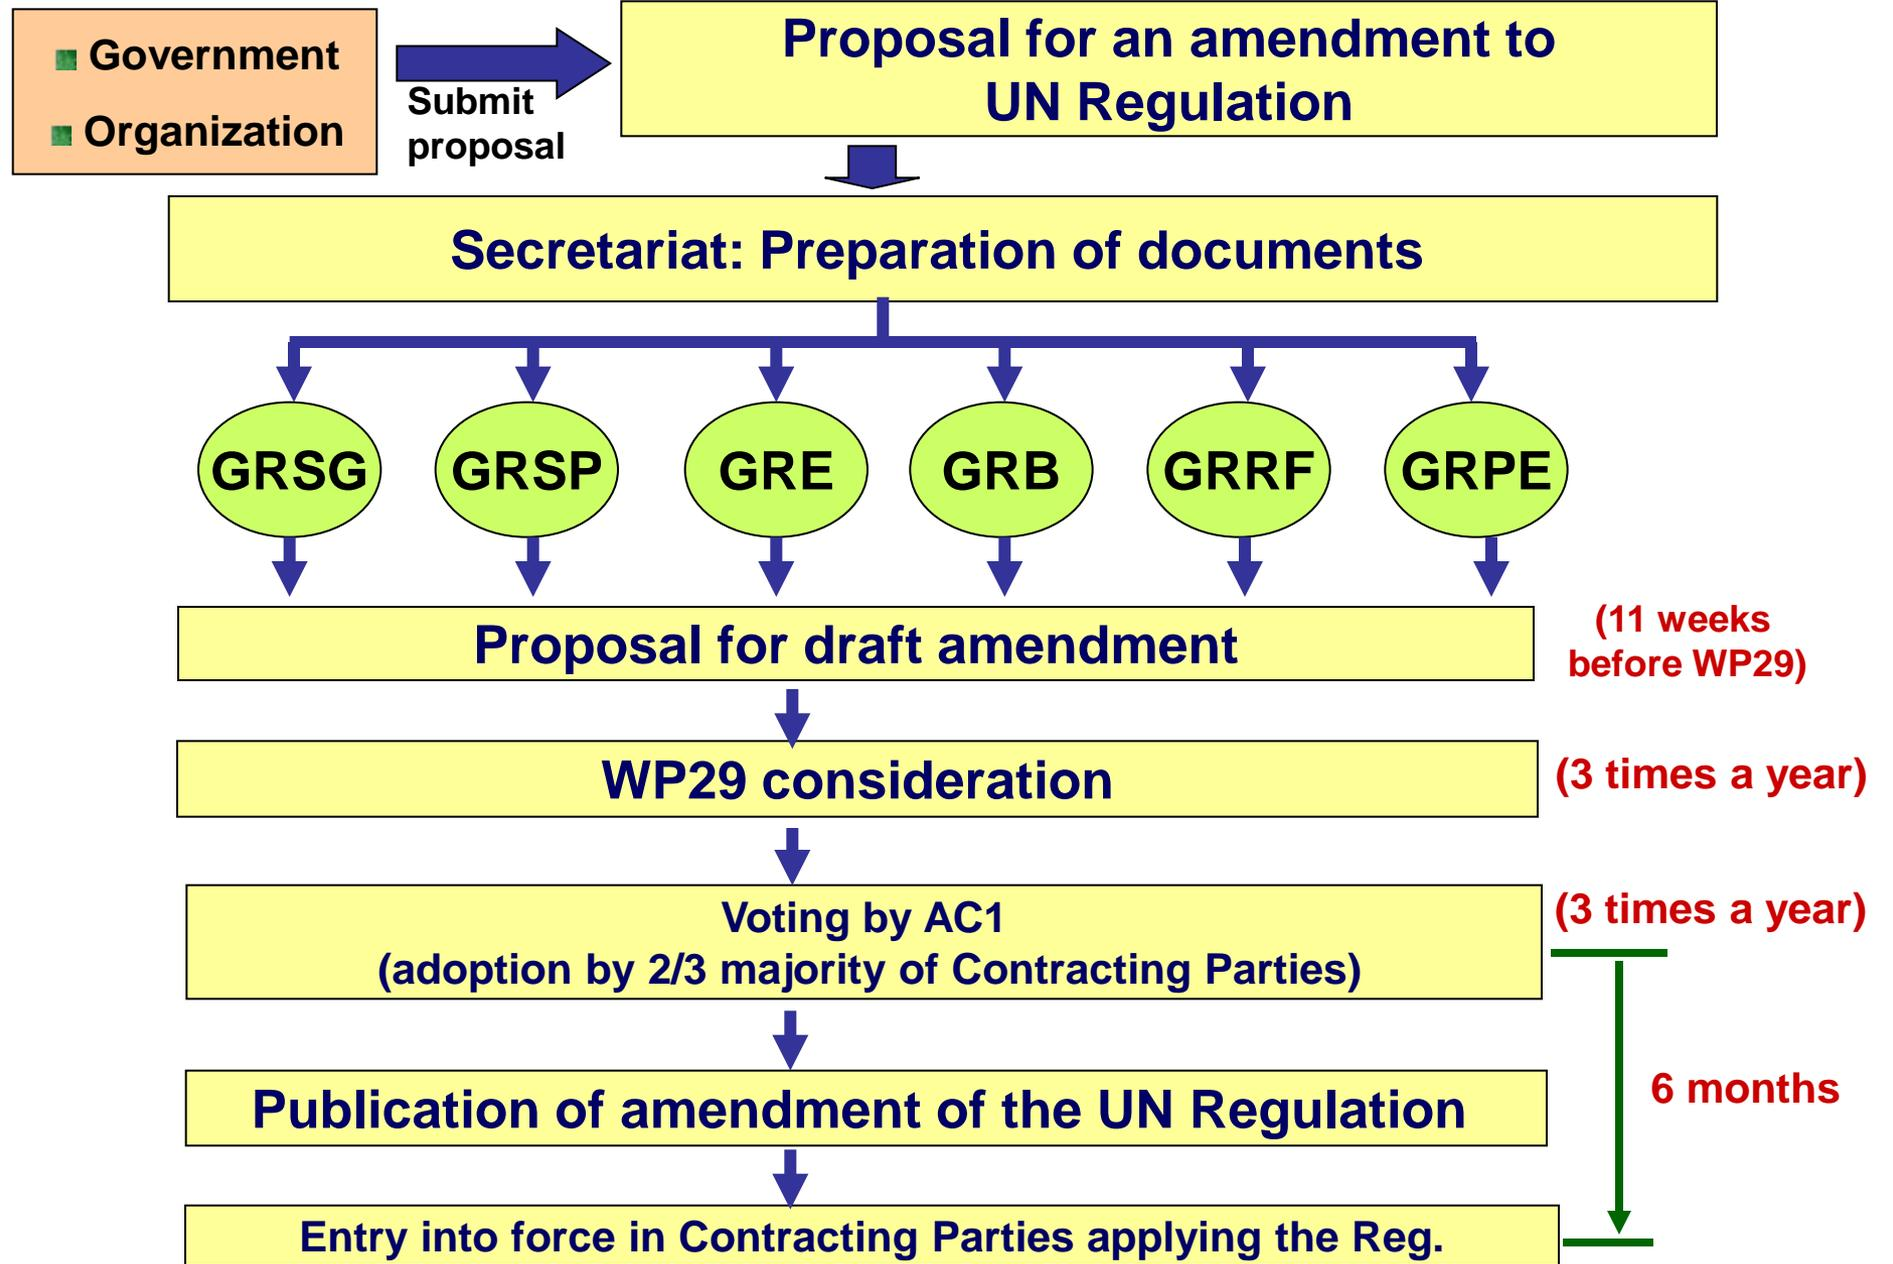 Government
Organization
Submit
proposal
Proposal for an amendment to
UN Regulation
Secretariat: Preparation of documents
GRSG
GRSP
GRE
GRB
GRRF
GRPE
Proposal for draft amendment
(11 weeks
before WP29)
WP29 consideration
(3 times a year)
Voting by AC1
(adoption by 2/3 majority of Contracting Parties)
(3 times a year)
Publication of amendment of the UN Regulation
6 months
Entry into force in Contracting Parties applying the Reg.